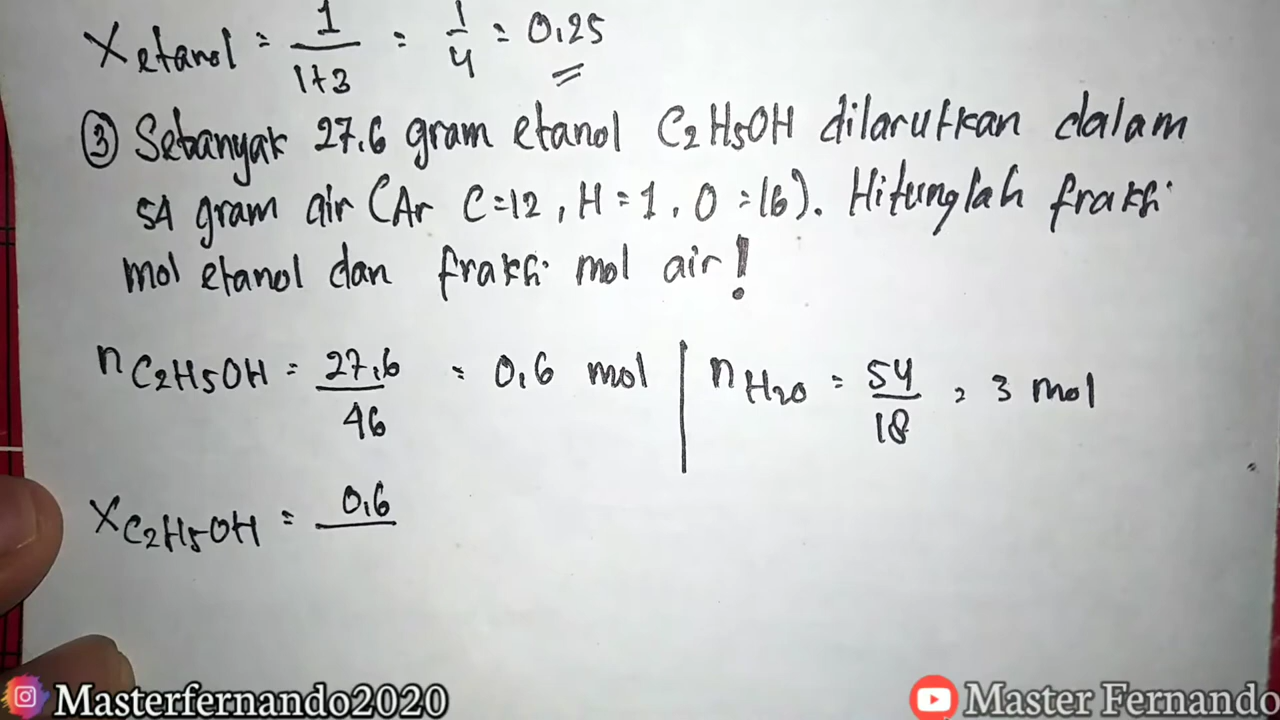 X etanol = 1/1+3 = 1/4 = 0,25
③ Sebanyak 27,6 gram etanol C2H5OH dilarutkan dalam
54 gram air (Ar C=12, H=1, O=16). Hitunglah fraksi
mol etanol dan fraksi mol air!
n C2H5OH = 27,6/46 = 0,6 mol | n H2O = 54/18 = 3 mol
X C2H5OH = 0,6/
Masterfernando2020
Master Fernando